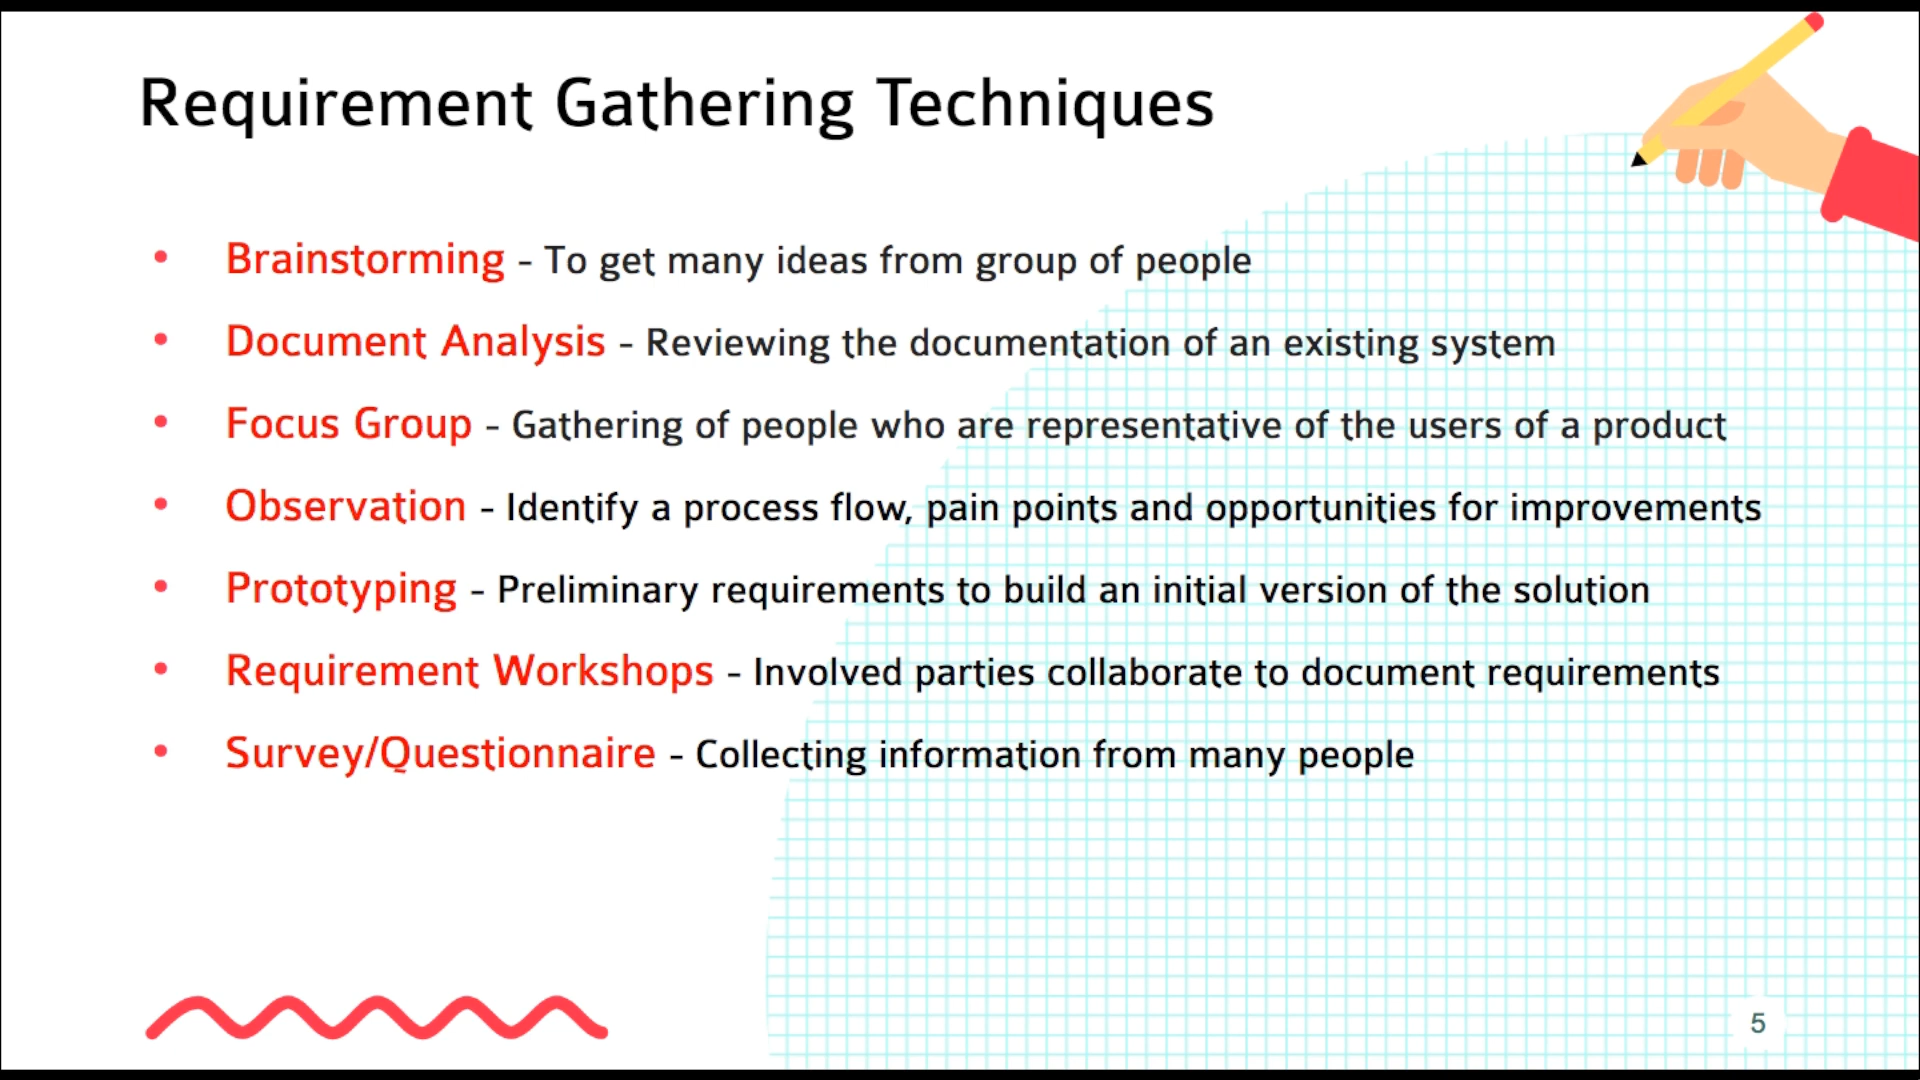 Requirement Gathering Techniques
• Brainstorming - To get many ideas from group of people
• Document Analysis - Reviewing the documentation of an existing system
• Focus Group - Gathering of people who are representative of the users of a product
• Observation - Identify a process flow, pain points and opportunities for improvements
• Prototyping - Preliminary requirements to build an initial version of the solution
• Requirement Workshops - Involved parties collaborate to document requirements
• Survey/Questionnaire - Collecting information from many people
5